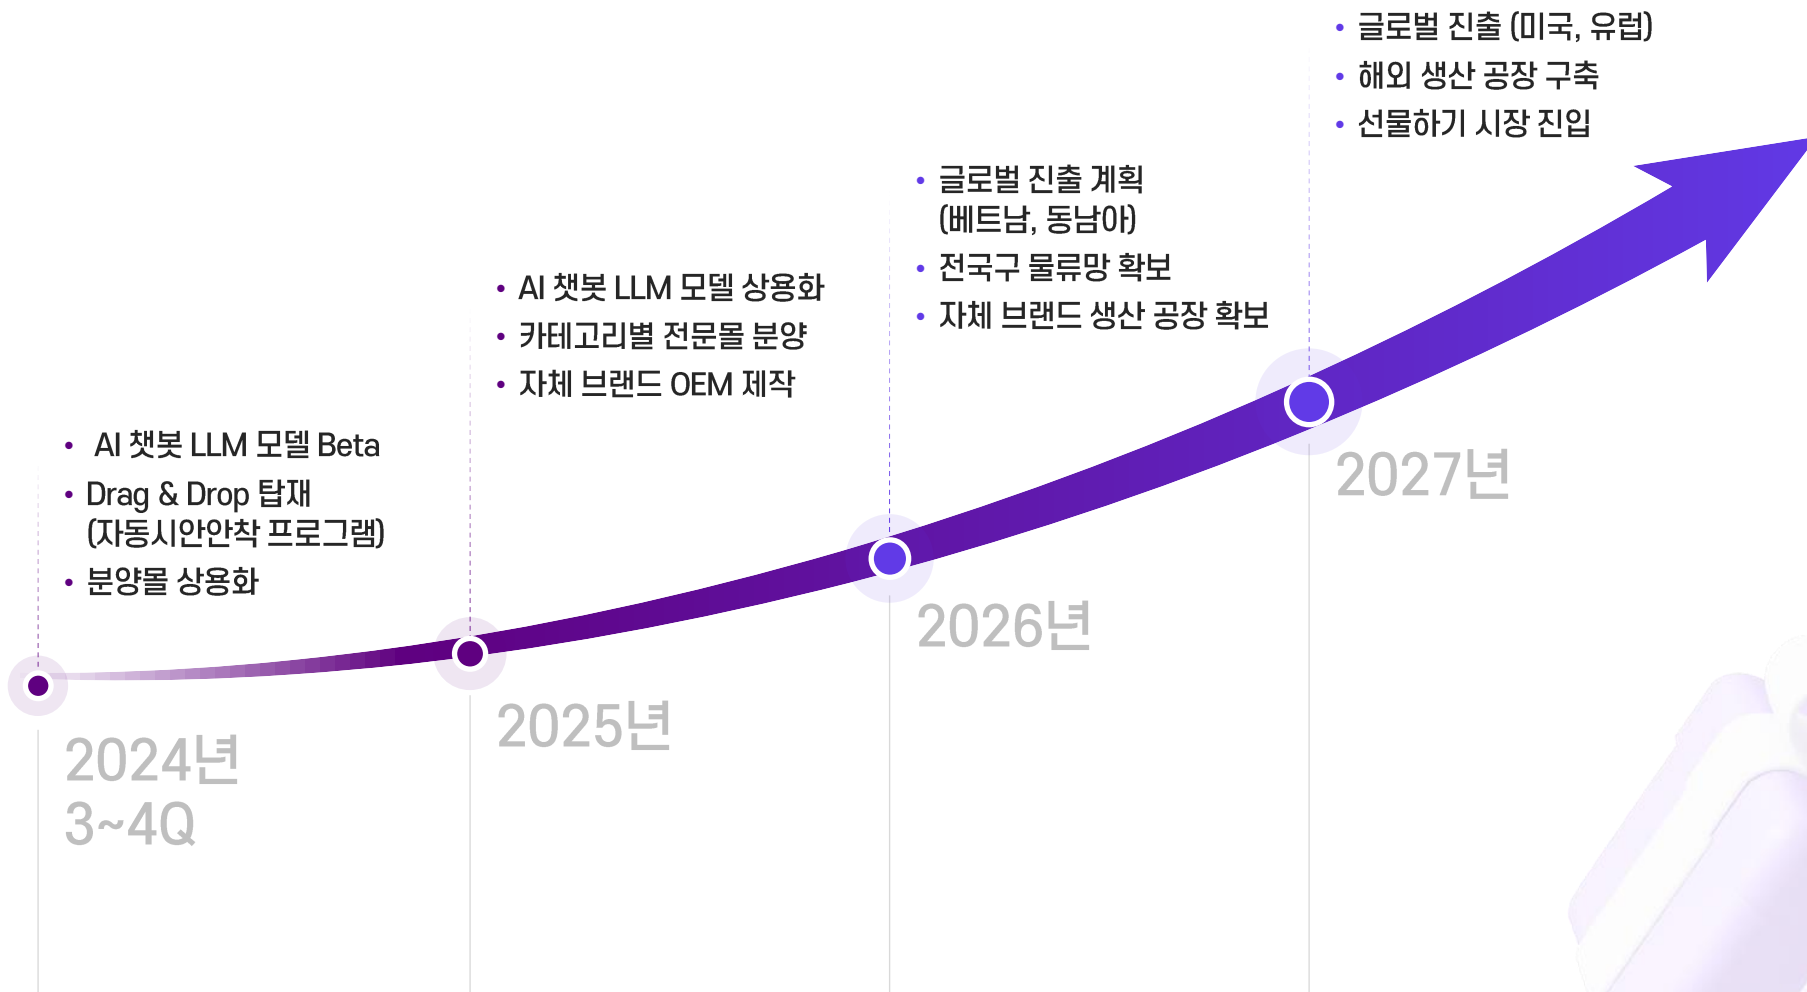 • AI 챗봇 LLM 모델 Beta
• Drag & Drop 탑재
(자동시안안착 프로그램)
• 분양몰 상용화
2024년
3~4Q
• AI 챗봇 LLM 모델 상용화
• 카테고리별 전문몰 분양
• 자체 브랜드 OEM 제작
2025년
• 글로벌 진출 계획
(베트남, 동남아)
• 전국구 물류망 확보
• 자체 브랜드 생산 공장 확보
2026년
• 글로벌 진출 (미국, 유럽)
• 해외 생산 공장 구축
• 선물하기 시장 진입
2027년